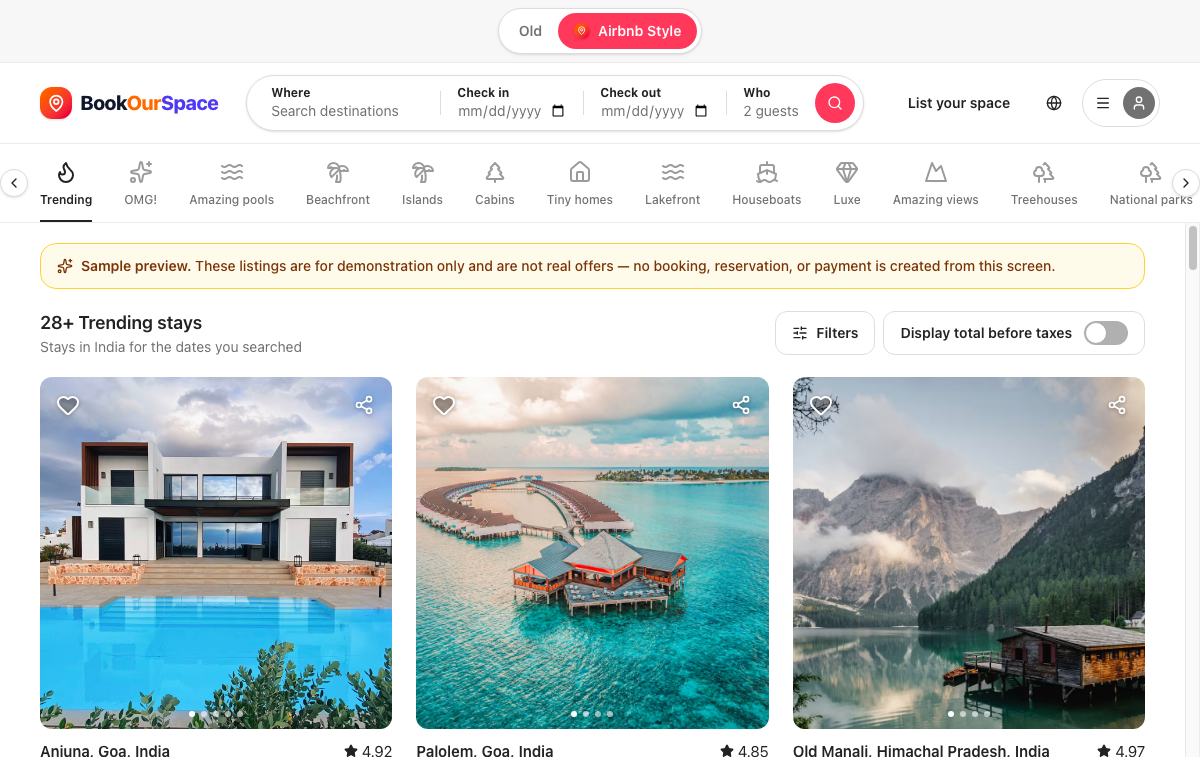 Old
Airbnb Style
BookOurSpace
Where
Search destinations
Check in
mm/dd/yyyy
Check out
mm/dd/yyyy
Who
2 guests
List your space
Trending
OMG!
Amazing pools
Beachfront
Islands
Cabins
Tiny homes
Lakefront
Houseboats
Luxe
Amazing views
Treehouses
National parks
Sample preview. These listings are for demonstration only and are not real offers — no booking, reservation, or payment is created from this screen.
28+ Trending stays
Stays in India for the dates you searched
Filters
Display total before taxes
Anjuna, Goa, India
4.92
Palolem, Goa, India
4.85
Old Manali, Himachal Pradesh, India
4.97